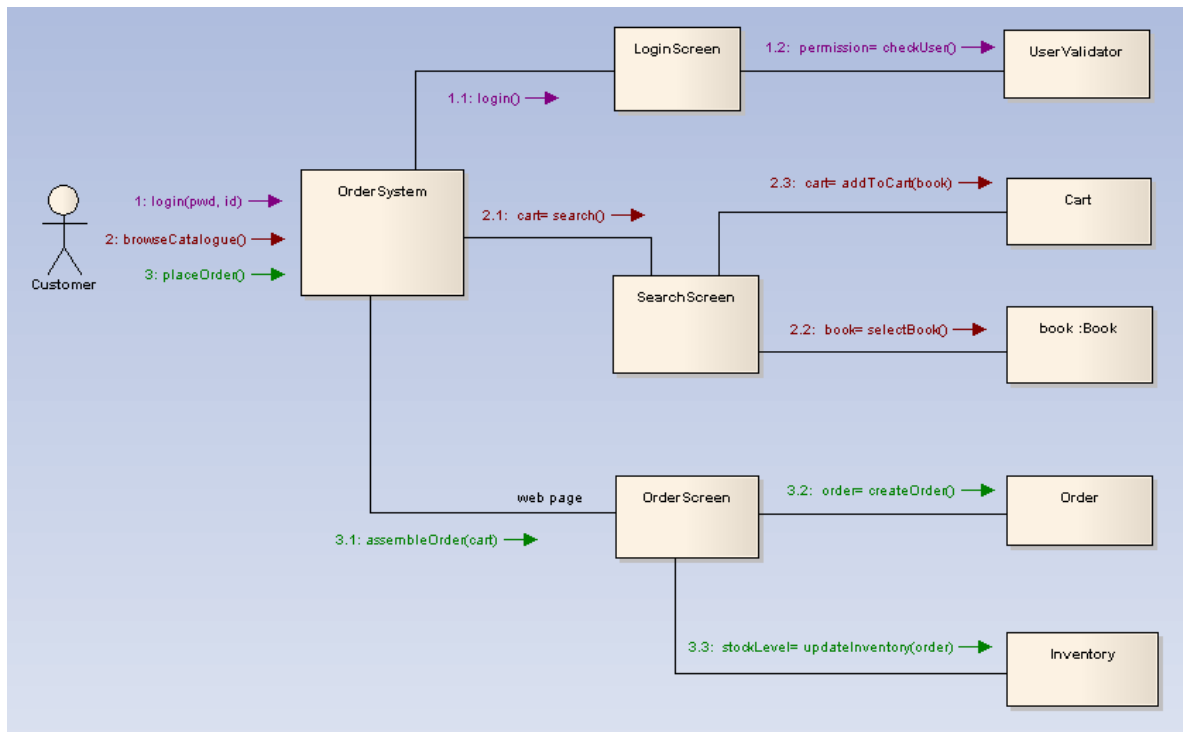 LoginScreen
1.2:  permission= checkUser()
UserValidator
1.1: login()
OrderSystem
1: login(pwd, id)
2: browseCatalogue()
3: placeOrder()
Customer
2.1:  cart= search()
2.3:  cart= addToCart(book)
Cart
SearchScreen
2.2:  book= selectBook()
book :Book
web page
OrderScreen
3.1: assembleOrder(cart)
3.2:  order= createOrder()
Order
3.3:  stockLevel= updateInventory(order)
Inventory